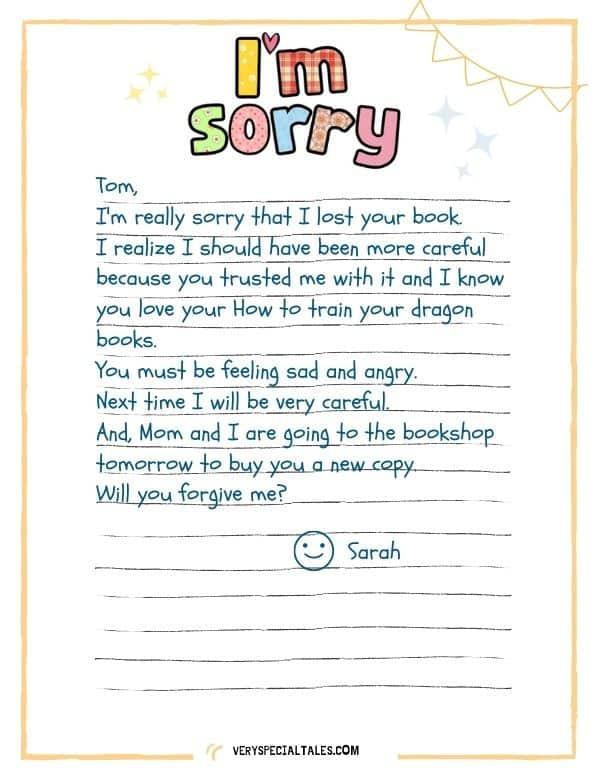 I'm
sorry
Tom,
I'm really sorry that I lost your book.
I realize I should have been more careful
because you trusted me with it and I know
you love your How to train your dragon
books.
You must be feeling sad and angry.
Next time I will be very careful.
And, Mom and I are going to the bookshop
tomorrow to buy you a new copy.
Will you forgive me?
Sarah
VERYSPECIALTALES.COM